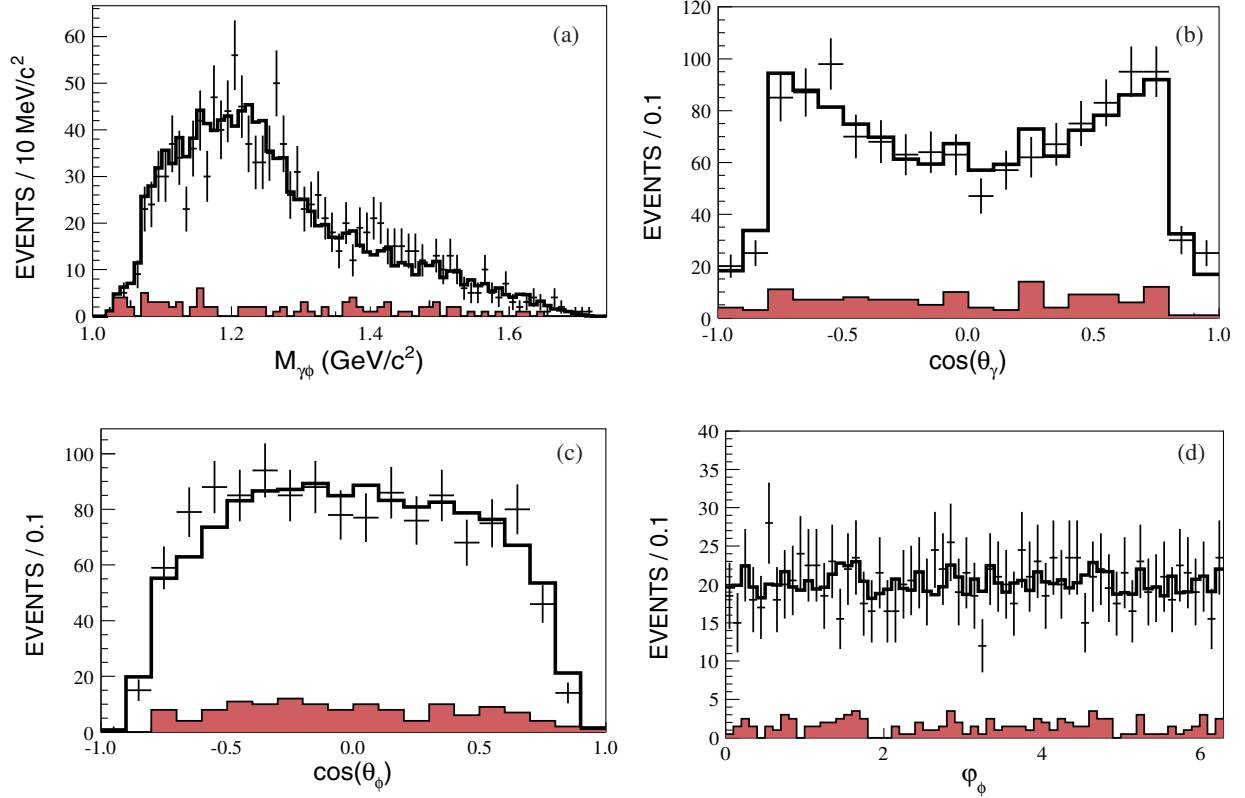 (a)
EVENTS / 10 MeV/c²
60
50
40
30
20
10
0
1.0 1.2 1.4 1.6
M_γϕ (GeV/c²)
(b)
EVENTS / 0.1
120
100
80
60
40
20
0
-1.0 -0.5 0.0 0.5 1.0
cos(θ_γ)
(c)
EVENTS / 0.1
100
80
60
40
20
0
-1.0 -0.5 0.0 0.5 1.0
cos(θ_ϕ)
(d)
EVENTS / 0.1
40
35
30
25
20
15
10
5
0
0 2 4 6
φ_ϕ